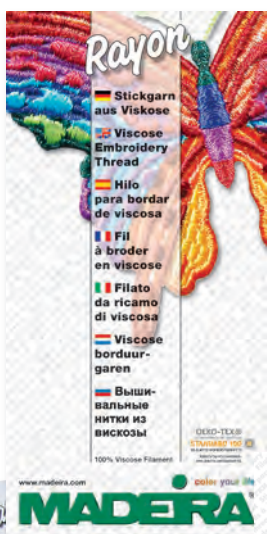 Rayon
Stickgarn
aus Viskose
Viscose
Embroidery
Thread
Hilo
para bordar
de viscosa
Fil
à broder
en viscose
Filato
da ricamo
di viscosa
Viscose
borduur-
garen
Выши-
вальные
нитки из
вискозы
100% Viscose Filament
STANDARD 100
www.madeira.com
color your life
MADEIRA